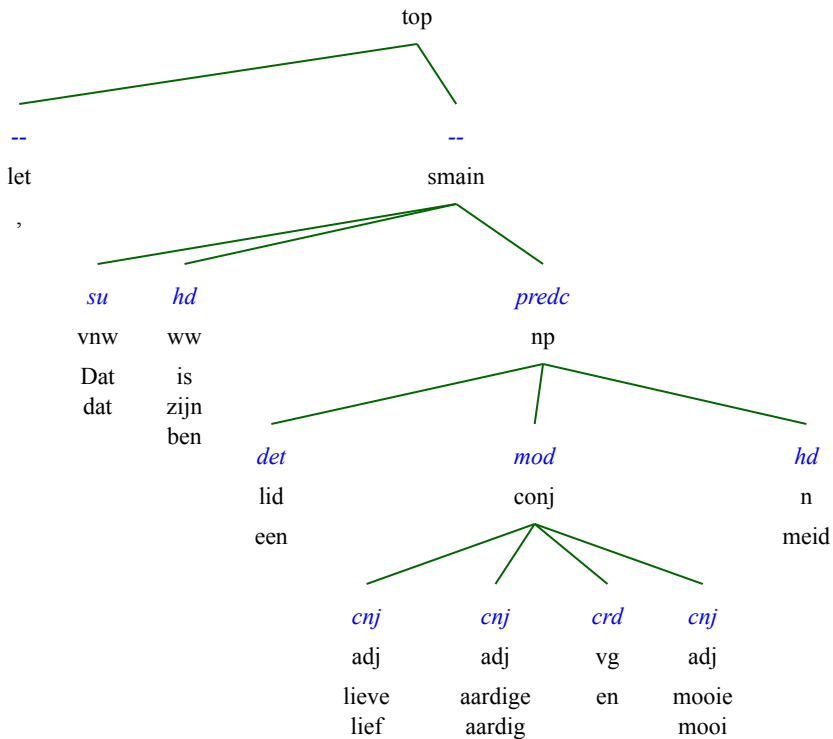 top
-- --
let smain
,
su hd predc
vnw ww np
Dat is
dat zijn
ben
det mod hd
lid conj n
een meid
cnj cnj crd cnj
adj adj vg adj
lieve aardige en mooie
lief aardig mooi